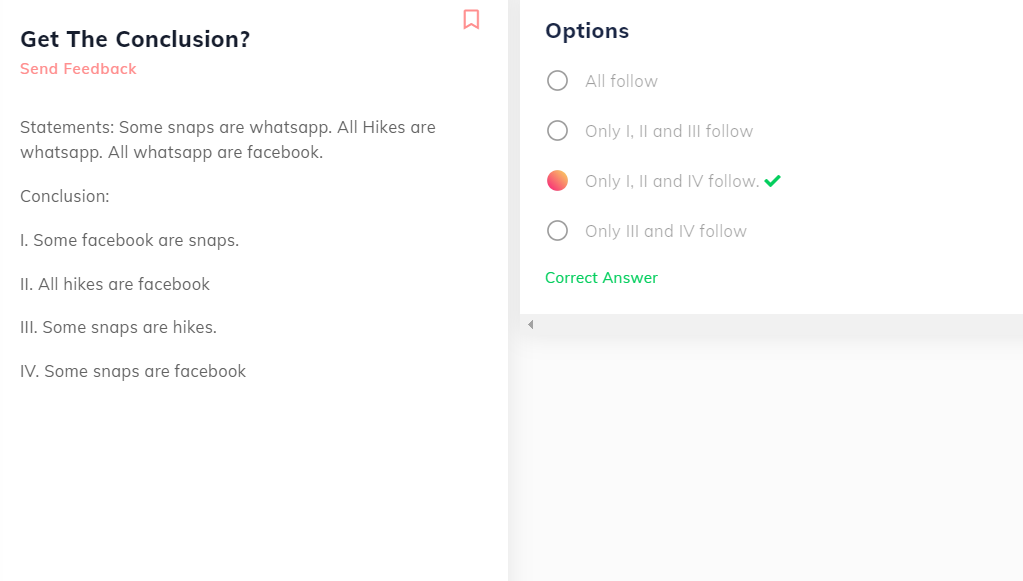 Get The Conclusion?
Send Feedback
Statements: Some snaps are whatsapp. All Hikes are
whatsapp. All whatsapp are facebook.
Conclusion:
I. Some facebook are snaps.
II. All hikes are facebook
III. Some snaps are hikes.
IV. Some snaps are facebook
Options
All follow
Only I, II and III follow
Only I, II and IV follow.
Only III and IV follow
Correct Answer